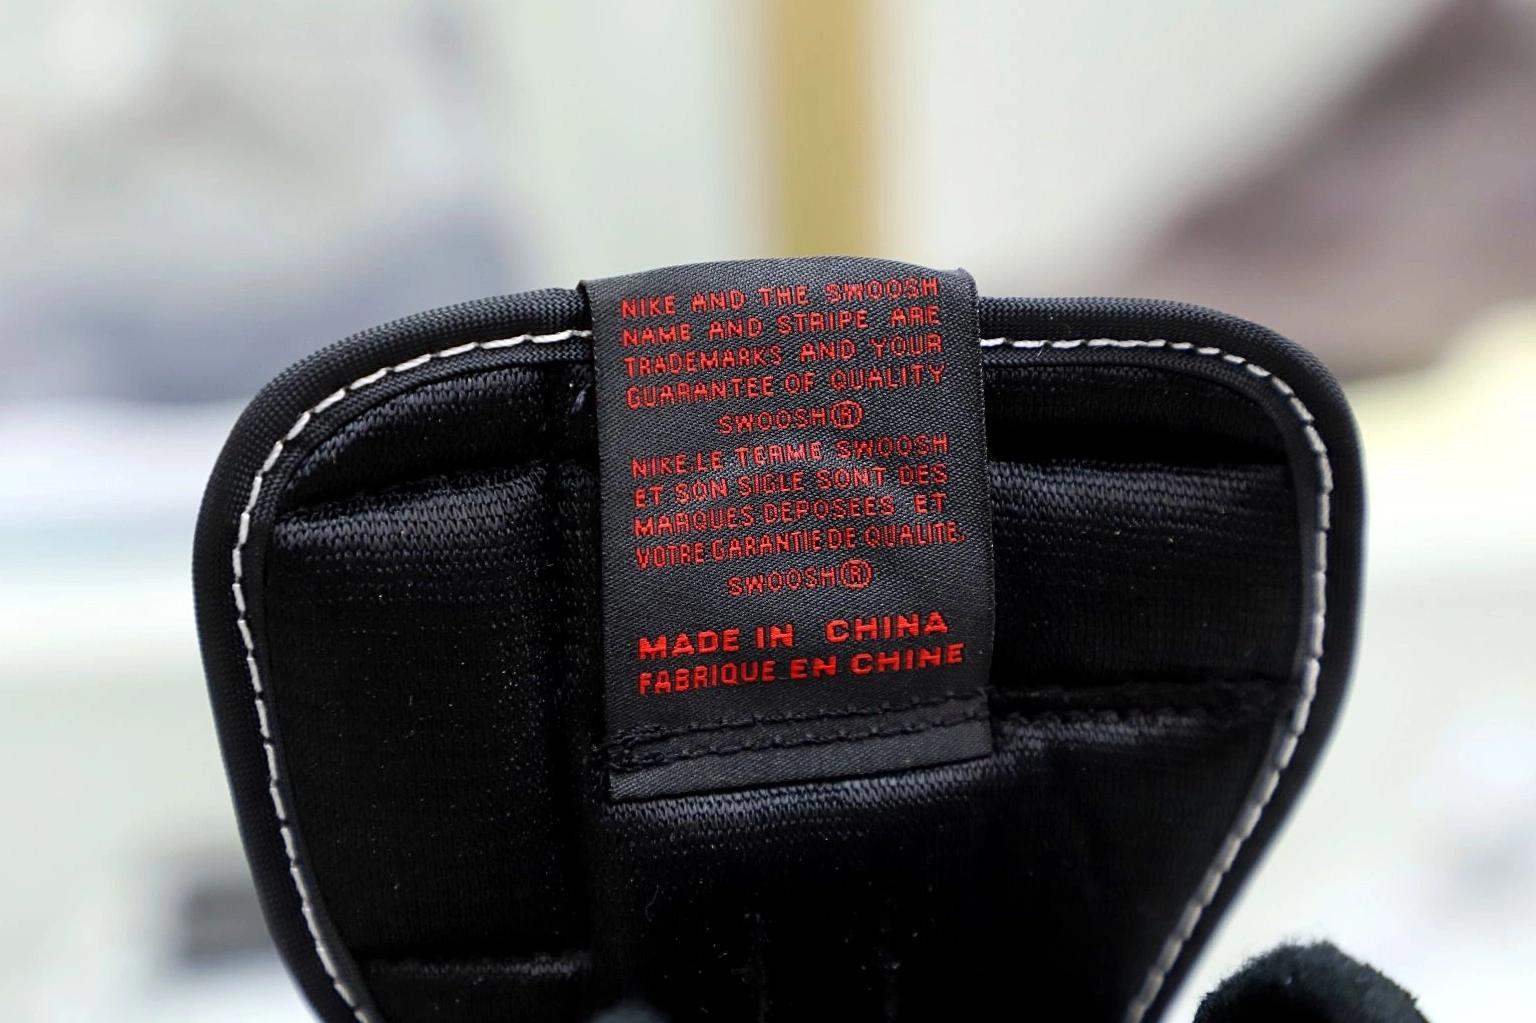 NIKE AND THE SWOOSH
NAME AND STRIPE ARE
TRADEMARKS AND YOUR
GUARANTEE OF QUALITY
SWOOSH®
NIKE.LE TERME SWOOSH
ET SON SIGLE SONT DES
MARQUES DEPOSEES ET
VOTRE GARANTIE DE QUALITE.
SWOOSH®
MADE IN CHINA
FABRIQUE EN CHINE